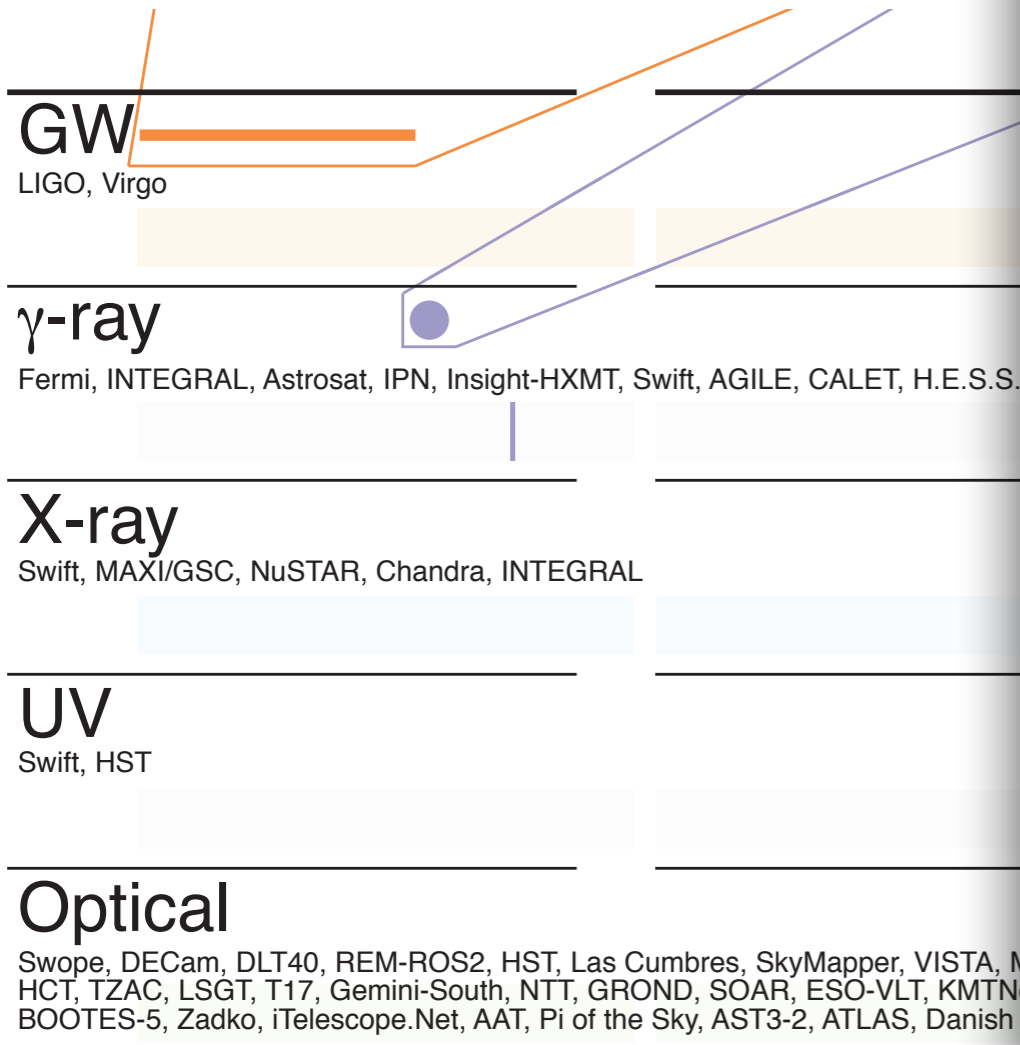 GW
LIGO, Virgo
γ-ray
Fermi, INTEGRAL, Astrosat, IPN, Insight-HXMT, Swift, AGILE, CALET, H.E.S.S.
X-ray
Swift, MAXI/GSC, NuSTAR, Chandra, INTEGRAL
UV
Swift, HST
Optical
Swope, DECam, DLT40, REM-ROS2, HST, Las Cumbres, SkyMapper, VISTA,
HCT, TZAC, LSGT, T17, Gemini-South, NTT, GROND, SOAR, ESO-VLT,
BOOTES-5, Zadko, iTelescope.Net, AAT, Pi of the Sky, AST3-2, ATLAS, Danish